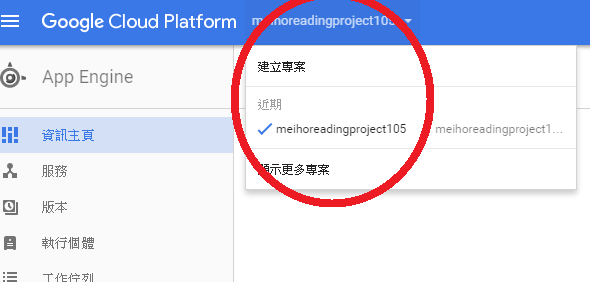 Google Cloud Platform
meihoreadingproject105
App Engine
建立專案
近期
meihoreadingproject105
meihoreadingproject1...
顯示更多專案
資訊主頁
服務
版本
執行個體
工作佇列